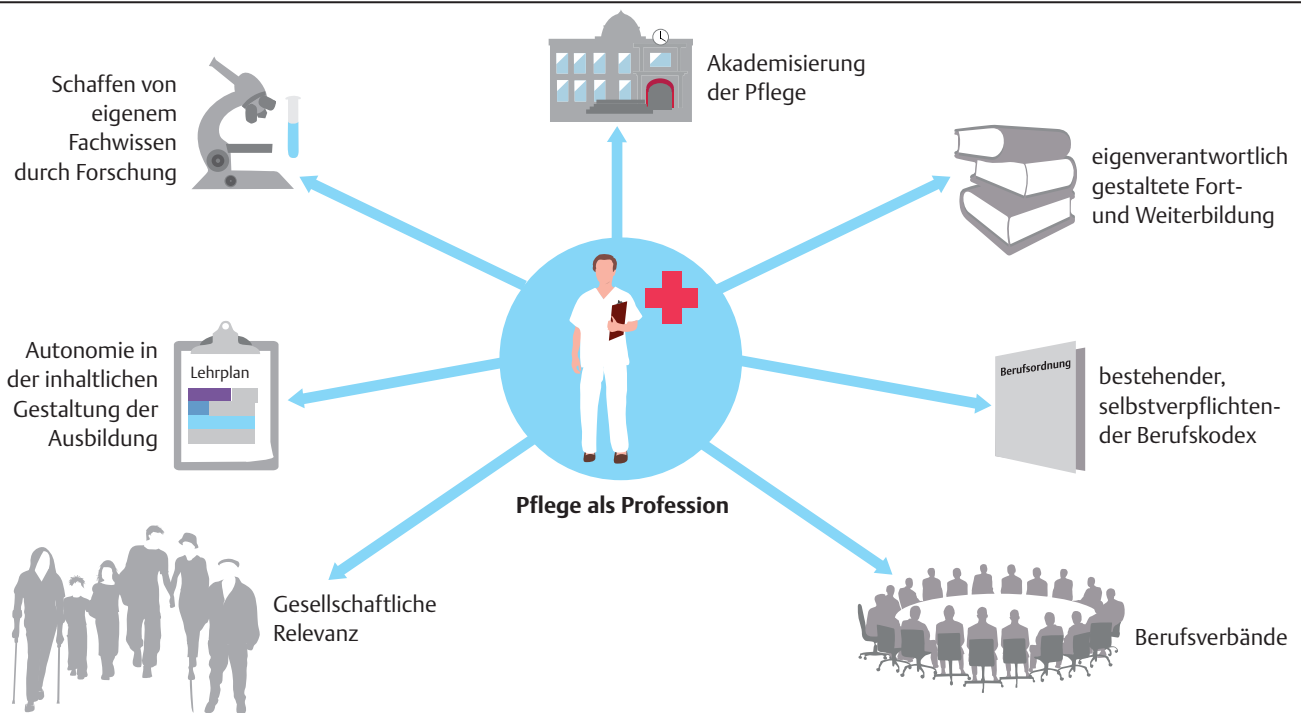 Schaffen von
eigenem
Fachwissen
durch Forschung
Akademisierung
der Pflege
eigenverantwortlich
gestaltete Fort-
und Weiterbildung
Autonomie in
der inhaltlichen
Gestaltung der
Ausbildung
Lehrplan
Berufsordnung
bestehender,
selbstverpflichten-
der Berufskodex
Pflege als Profession
Gesellschaftliche
Relevanz
Berufsverbände